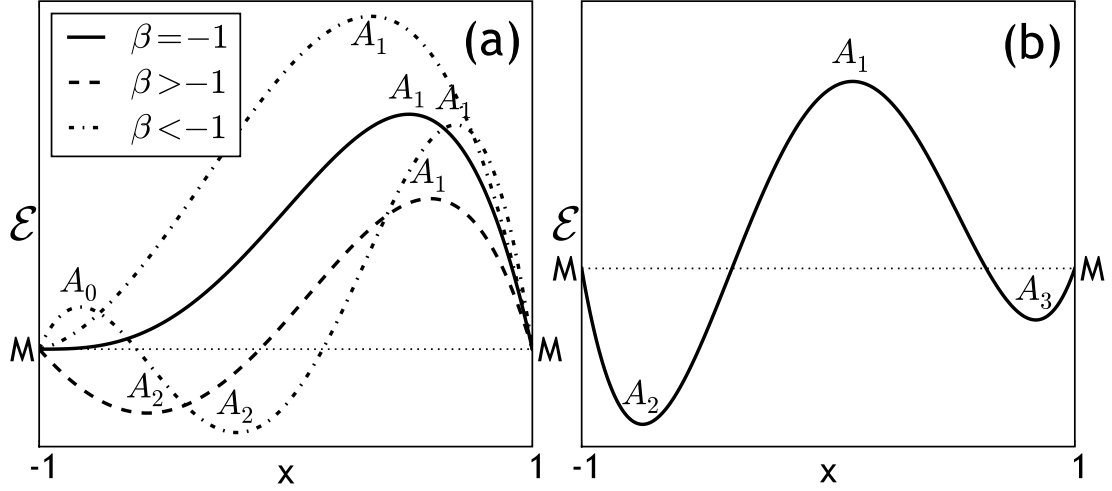 β=−1
β>−1
β<−1
(a)
A₁
A₁
A₁
A₁
A₀
A₂
A₂
ℰ
M
M
-1
x
1
(b)
A₁
A₂
A₃
ℰ
M
M
-1
x
1